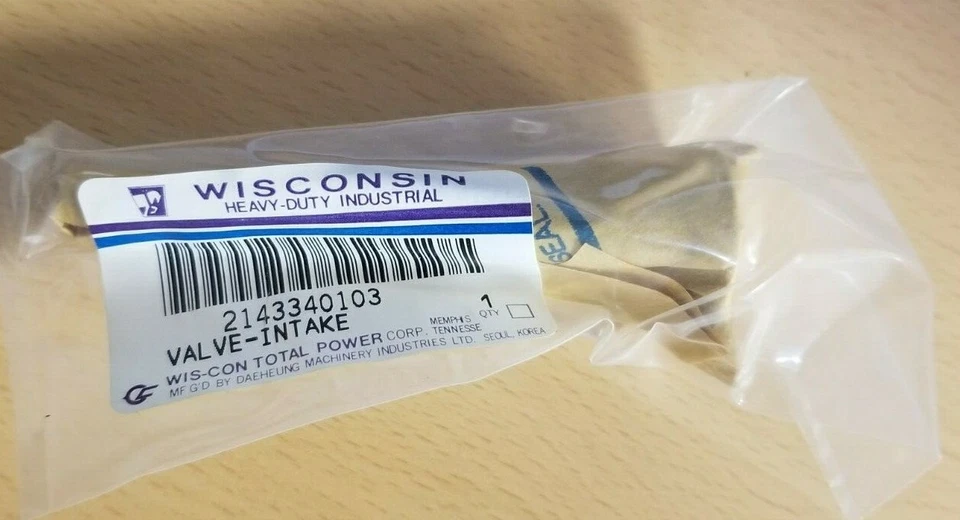 WISCONSIN
HEAVY-DUTY INDUSTRIAL
2143340103
VALVE-INTAKE
1
QTY
WIS-CON TOTAL POWER CORP. MEMPHIS TENNESSE
MF'G'D BY DAEHEUNG MACHINERY INDUSTRIES LTD. SEOUL, KOREA
SEAL